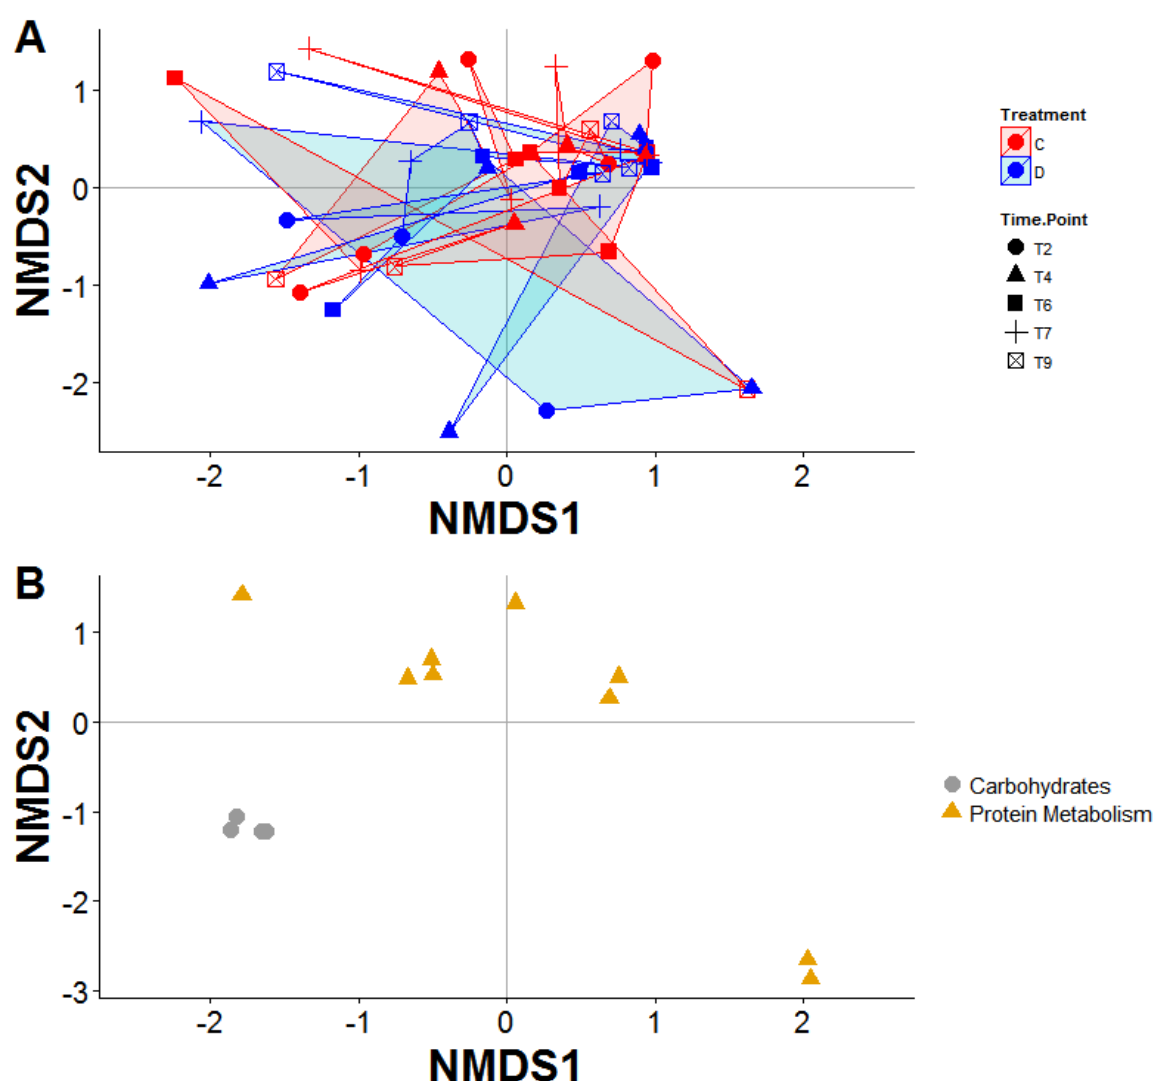 A
NMDS2
1
0
-1
-2
-2
-1
0
1
2
NMDS1
Treatment
C
D
Time.Point
T2
T4
T6
T7
T9
B
NMDS2
1
0
-1
-2
-3
-2
-1
0
1
2
NMDS1
Carbohydrates
Protein Metabolism